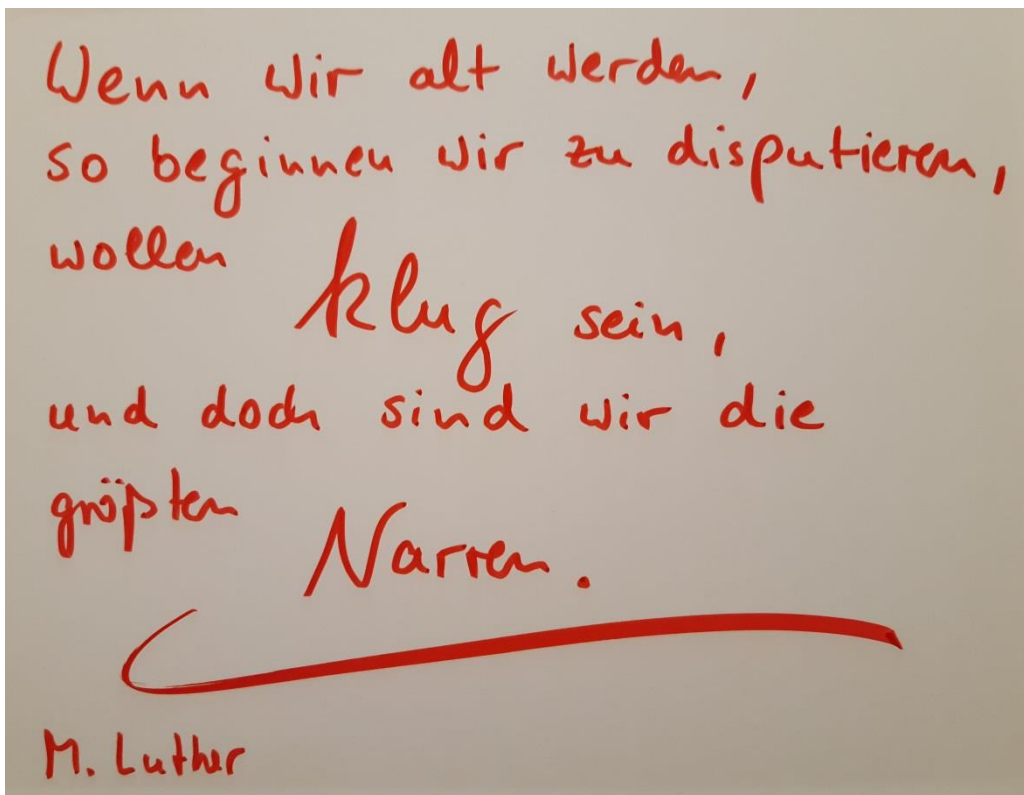 Wenn wir alt werden,
so beginnen wir zu disputieren,
wollen klug sein,
und doch sind wir die
größten Narren.
M. Luther